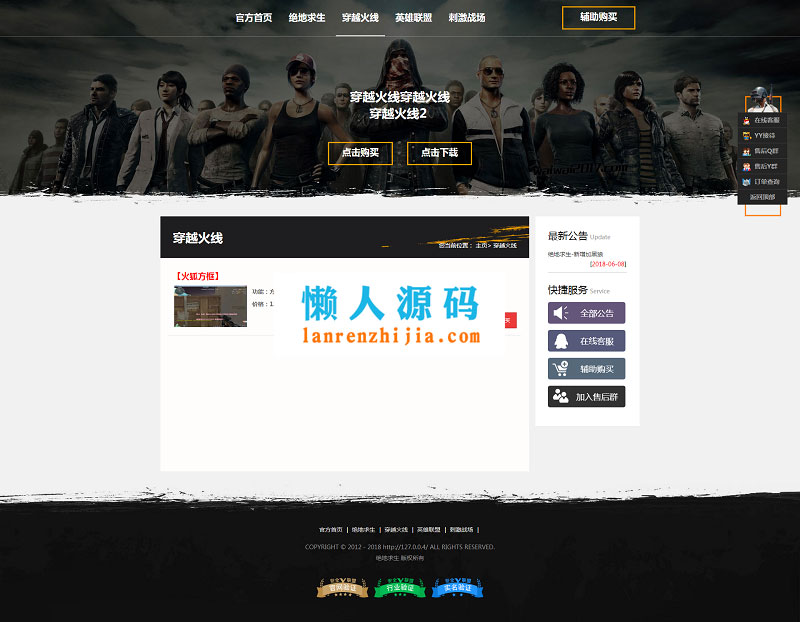 官方首页 绝地求生 穿越火线 英雄联盟 刺激战场 辅助购买
穿越火线穿越火线
穿越火线2
点击购买 点击下载
在线客服
YY接待
售后Q群
售后Y群
订单查询
返回顶部
穿越火线
您当前位置： 主页> 穿越火线
【火狐方框】
功能：方
价格：1
懒人源码
lanrenzhijia.com
最新公告 Update
绝地求生-新增加黑狼
[2018-06-08]
快捷服务 Service
全部公告
在线客服
辅助购买
加入售后群
官方首页 | 绝地求生 | 穿越火线 | 英雄联盟 | 刺激战场 |
COPYRIGHT © 2012 - 2018 http://127.0.0.4/ ALL RIGHTS RESERVED.
绝地求生 版权所有
官网验证 行业验证 实名验证